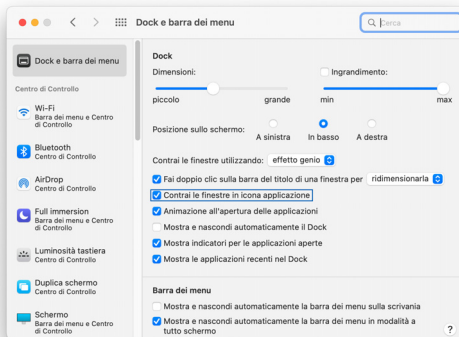 Dock e barra dei menu
Cerca
Dock e barra dei menu
Centro di Controllo
Wi-Fi
Barra dei menu e Centro
di Controllo
Bluetooth
Centro di Controllo
AirDrop
Centro di Controllo
Full immersion
Barra dei menu e Centro
di Controllo
Luminosità tastiera
Centro di Controllo
Duplica schermo
Centro di Controllo
Schermo
Barra dei menu e Centro
di Controllo
Dock
Dimensioni:
Ingrandimento:
piccolo grande min max
Posizione sullo schermo:
A sinistra In basso A destra
Contrai le finestre utilizzando: effetto genio
Fai doppio clic sulla barra del titolo di una finestra per ridimensionarla
Contrai le finestre in icona applicazione
Animazione all'apertura delle applicazioni
Mostra e nascondi automaticamente il Dock
Mostra indicatori per le applicazioni aperte
Mostra le applicazioni recenti nel Dock
Barra dei menu
Mostra e nascondi automaticamente la barra dei menu sulla scrivania
Mostra e nascondi automaticamente la barra dei menu in modalità a
tutto schermo
?